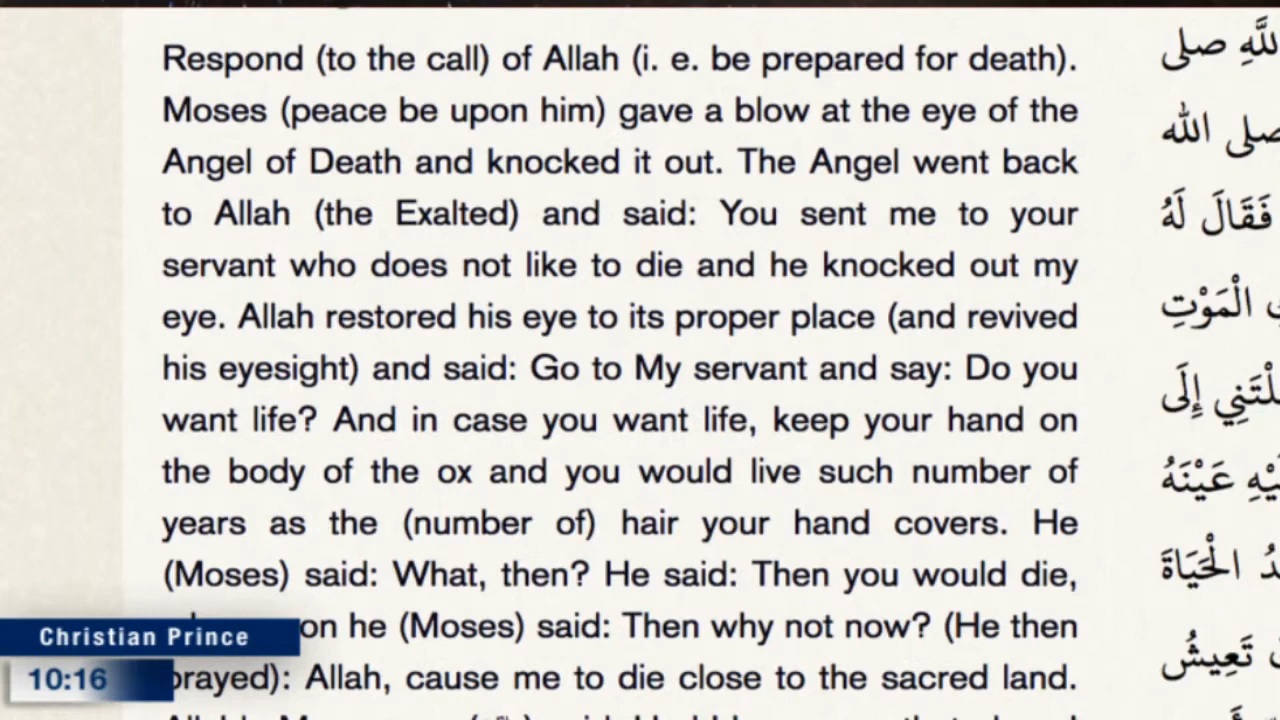 Respond (to the call) of Allah (i. e. be prepared for death).
Moses (peace be upon him) gave a blow at the eye of the
Angel of Death and knocked it out. The Angel went back
to Allah (the Exalted) and said: You sent me to your
servant who does not like to die and he knocked out my
eye. Allah restored his eye to its proper place (and revived
his eyesight) and said: Go to My servant and say: Do you
want life? And in case you want life, keep your hand on
the body of the ox and you would live such number of
years as the (number of) hair your hand covers. He
(Moses) said: What, then? He said: Then you would die,
he (Moses) said: Then why not now? (He then
prayed): Allah, cause me to die close to the sacred land.
صلى
صلى الله
فَقَالَ لَهُ
الْمَوْتِ
إِلَى
عَيْنَهُ
الْحَيَاةَ
تَعِيشُ
Christian Prince
10:16